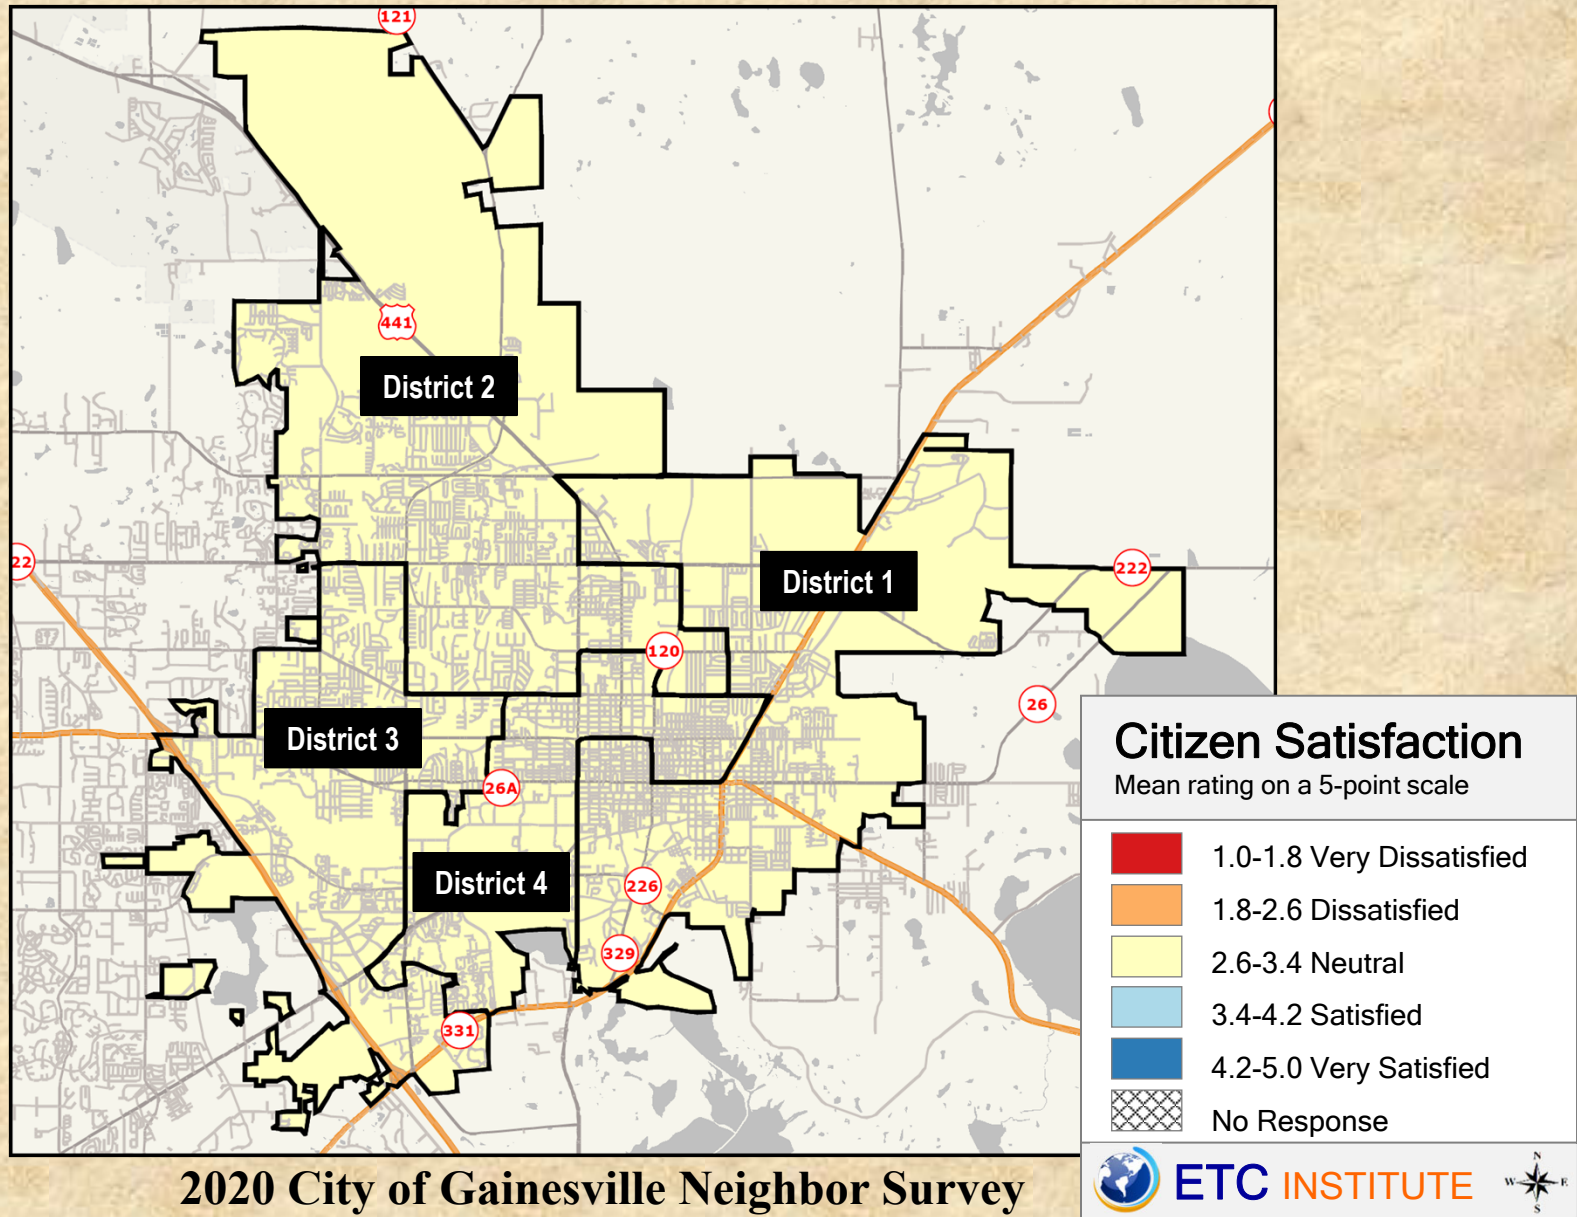 121
441
District 2
District 1
22
222
120
26
District 3
26A
District 4
226
329
331
Citizen Satisfaction
Mean rating on a 5-point scale
1.0-1.8 Very Dissatisfied
1.8-2.6 Dissatisfied
2.6-3.4 Neutral
3.4-4.2 Satisfied
4.2-5.0 Very Satisfied
No Response
2020 City of Gainesville Neighbor Survey
ETC INSTITUTE
N
W E
S